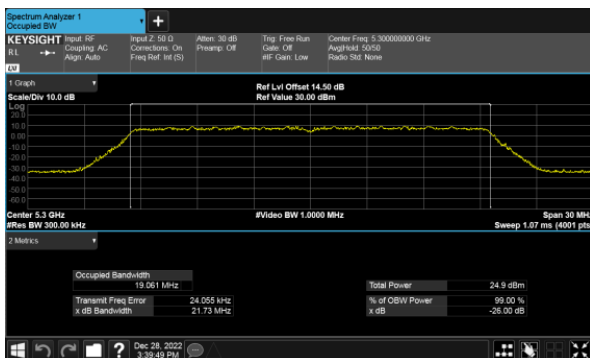 Spectrum Analyzer 1
Occupied BW
+
KEYSIGHT Input: RF Input Z: 50 Ω Atten: 30 dB Trig: Free Run Center Freq: 5.300000000 GHz
RL Coupling: AC Corrections: On Preamp: Off Gate: Off Avg|Hold: 50/50
Align: Auto Freq Ref: Int (S) #IF Gain: Low Radio Std: None
1 Graph
Scale/Div 10.0 dB
Ref Lvl Offset 14.50 dB
Ref Value 30.00 dBm
Log
20.0
10.0
0.00
-10.0
-20.0
-30.0
-40.0
-50.0
-60.0
Center 5.3 GHz #Video BW 1.0000 MHz Span 30 MHz
#Res BW 300.00 kHz Sweep 1.07 ms (4001 pts
2 Metrics
Occupied Bandwidth
19.061 MHz
Total Power 24.9 dBm
Transmit Freq Error 24.055 kHz
% of OBW Power 99.00 %
x dB Bandwidth 21.73 MHz
x dB -26.00 dB
?
Dec 28, 2022
3:39:49 PM